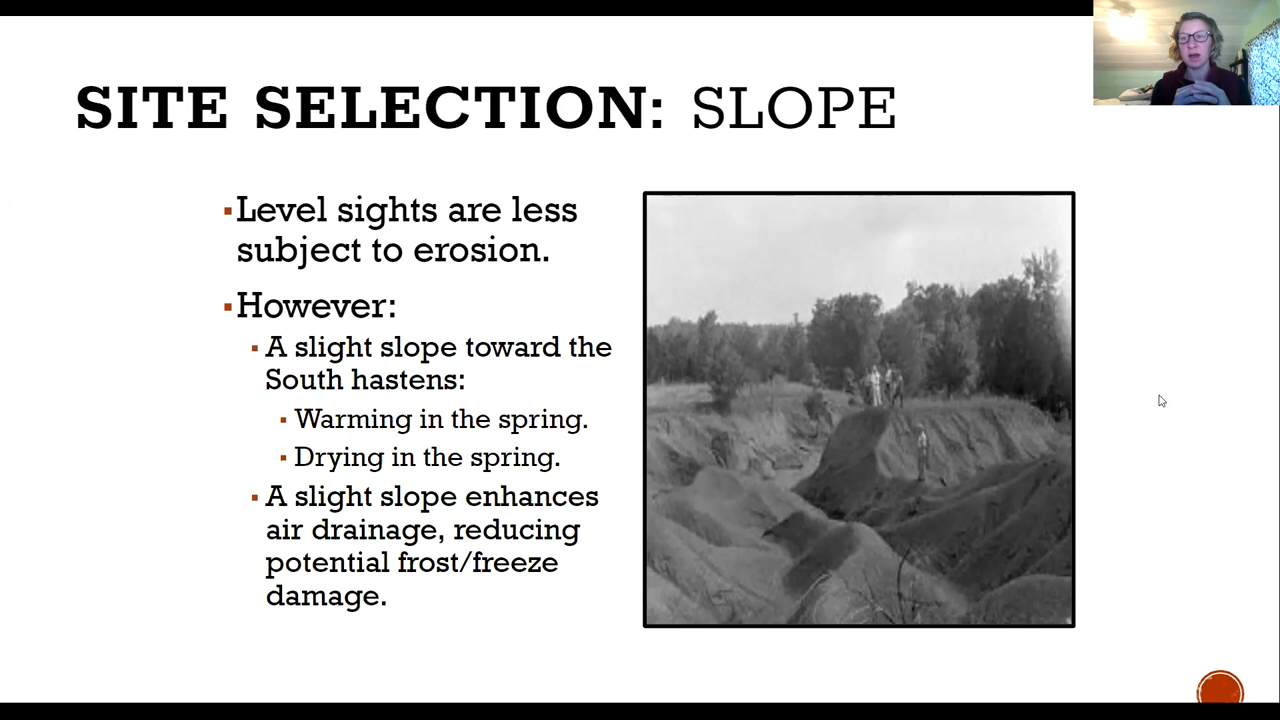 SITE SELECTION: SLOPE
Level sights are less
subject to erosion.
However:
A slight slope toward the
South hastens:
Warming in the spring.
Drying in the spring.
A slight slope enhances
air drainage, reducing
potential frost/freeze
damage.